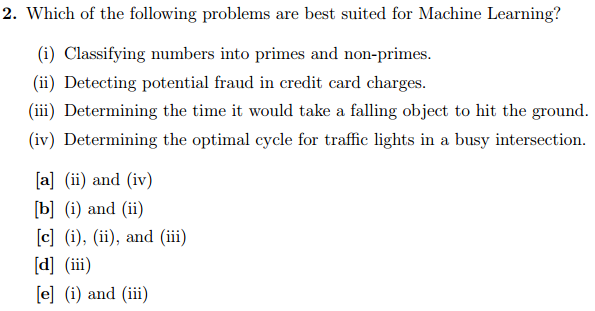 2. Which of the following problems are best suited for Machine Learning?
(i) Classifying numbers into primes and non-primes.
(ii) Detecting potential fraud in credit card charges.
(iii) Determining the time it would take a falling object to hit the ground.
(iv) Determining the optimal cycle for traffic lights in a busy intersection.
[a] (ii) and (iv)
[b] (i) and (ii)
[c] (i), (ii), and (iii)
[d] (iii)
[e] (i) and (iii)